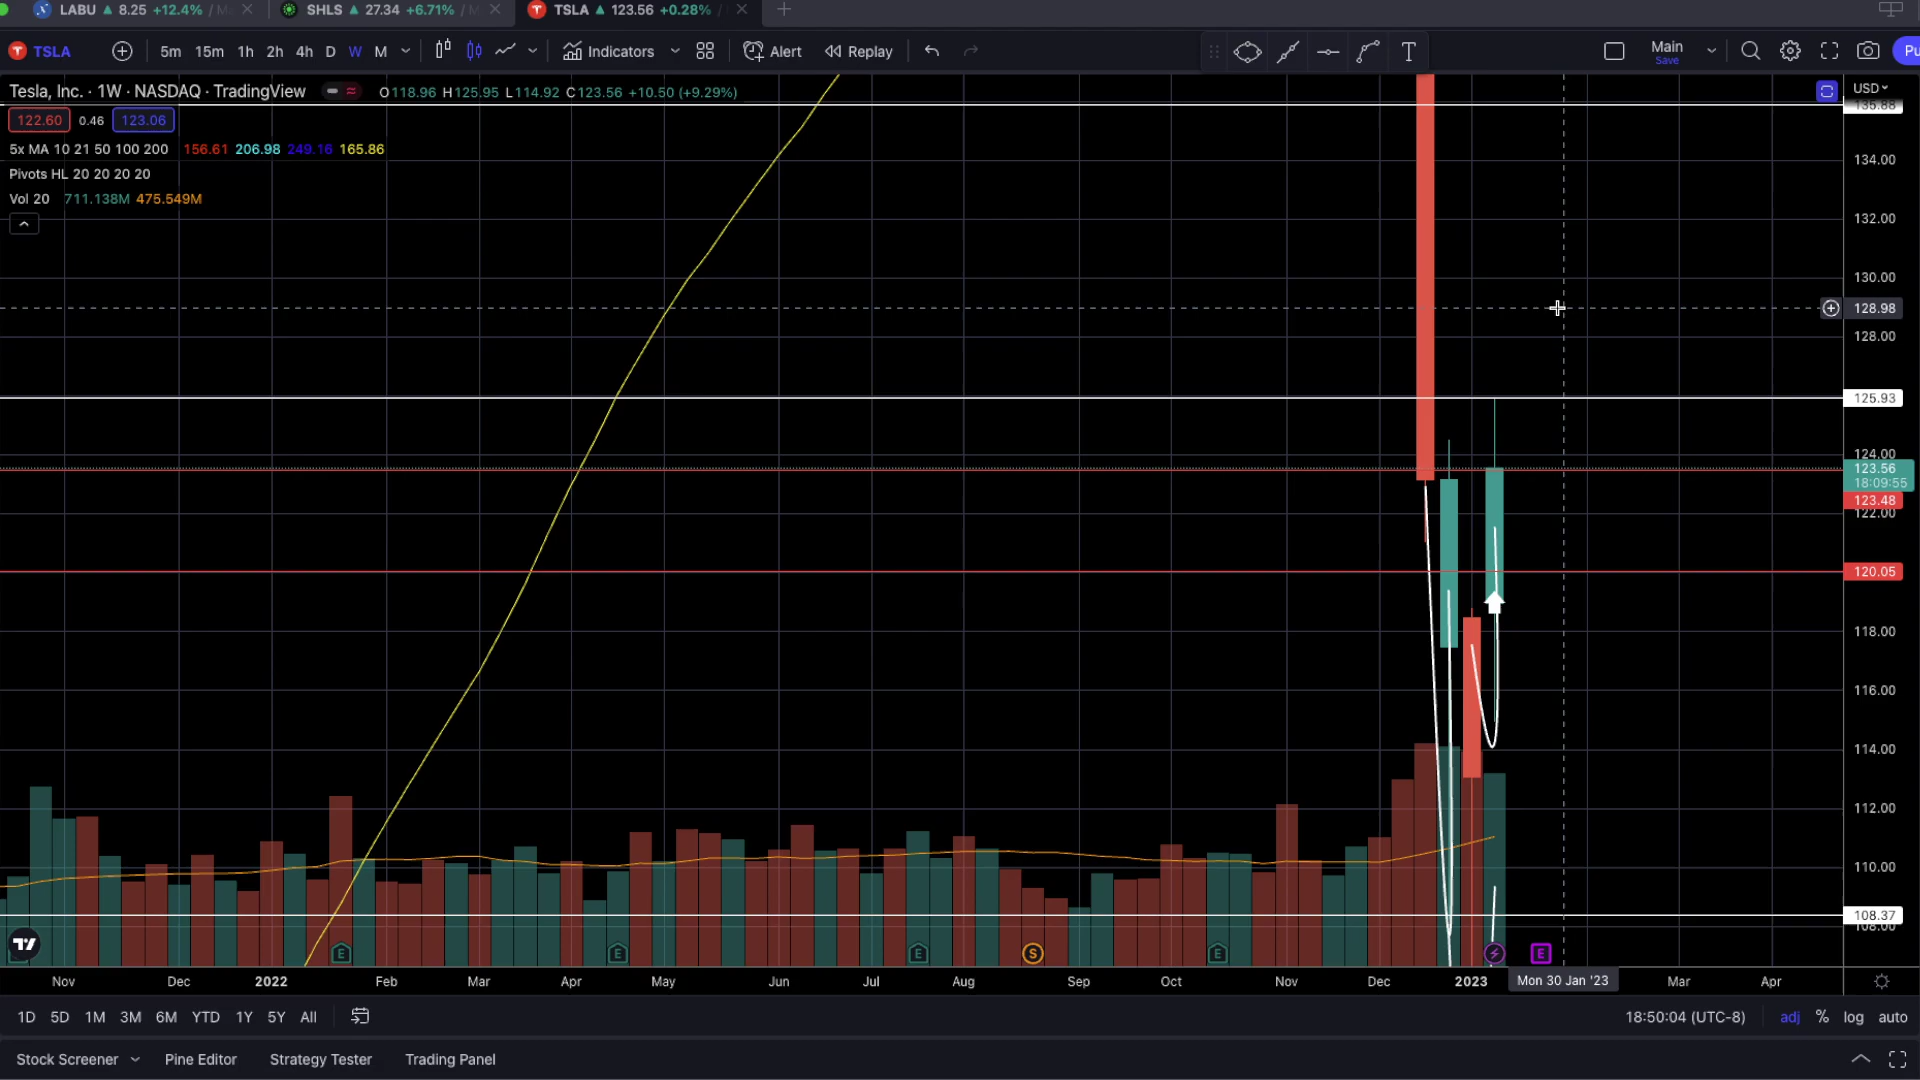 LABU 8.25 +12.4% / M
SHLS 27.34 +6.71% / M
TSLA 123.56 +0.28% /
TSLA 5m 15m 1h 2h 4h D W M Indicators Alert Replay T Main Save Pu
Tesla, Inc. · 1W · NASDAQ · TradingView O118.96 H125.95 L114.92 C123.56 +10.50 (+9.29%)
122.60 0.46 123.06
5x MA 10 21 50 100 200 156.61 206.98 249.16 165.86
Pivots HL 20 20 20 20
Vol 20 711.138M 475.549M
USD
135.88
134.00
132.00
130.00
128.98
128.00
125.93
124.00
123.56
18:09:55
123.48
122.00
120.05
118.00
116.00
114.00
112.00
110.00
108.37
108.00
E E E S E E
Nov Dec 2022 Feb Mar Apr May Jun Jul Aug Sep Oct Nov Dec 2023 Mon 30 Jan '23 Mar Apr
1D 5D 1M 3M 6M YTD 1Y 5Y All 18:50:04 (UTC-8) adj % log auto
Stock Screener Pine Editor Strategy Tester Trading Panel